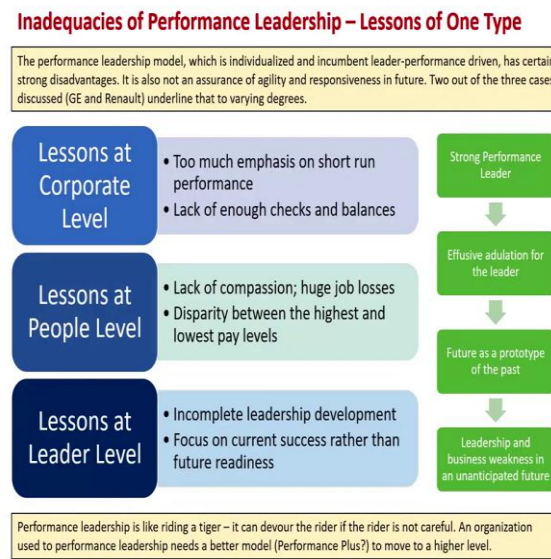 Inadequacies of Performance Leadership – Lessons of One Type
The performance leadership model, which is individualized and incumbent leader-performance driven, has certain
strong disadvantages. It is also not an assurance of agility and responsiveness in future. Two out of the three cases
discussed (GE and Renault) underline that to varying degrees.
Lessons at
Corporate
Level
• Too much emphasis on short run
performance
• Lack of enough checks and balances
Lessons at
People Level
• Lack of compassion; huge job losses
• Disparity between the highest and
lowest pay levels
Lessons at
Leader Level
• Incomplete leadership development
• Focus on current success rather than
future readiness
Strong Performance
Leader
Effusive adulation for
the leader
Future as a prototype
of the past
Leadership and
business weakness in
an unanticipated future
Performance leadership is like riding a tiger – it can devour the rider if the rider is not careful. An organization
used to performance leadership needs a better model (Performance Plus?) to move to a higher level.